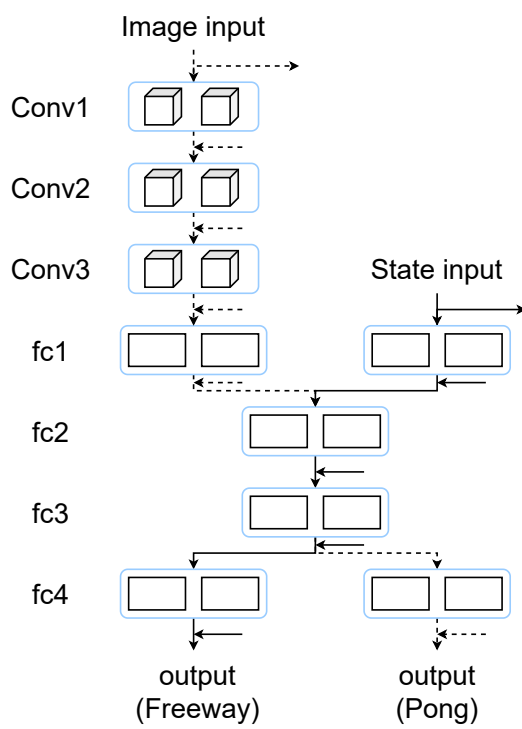 Image input
Conv1
Conv2
Conv3
State input
fc1
fc2
fc3
fc4
output
(Freeway)
output
(Pong)